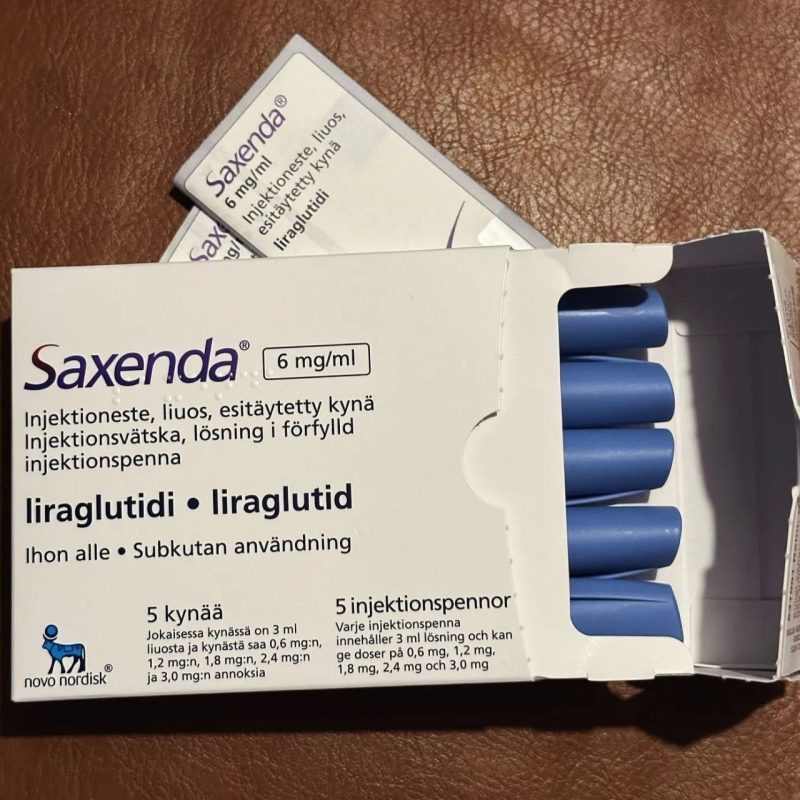 Saxenda®
6 mg/ml
Injektioneste, liuos,
esitäytetty kynä
liraglutidi
Saxenda® 6 mg/ml
Injektioneste, liuos, esitäytetty kynä
Injektionsvätska, lösning i förfylld
injektionspenna
liraglutidi • liraglutid
Ihon alle • Subkutan användning
5 kynää
Jokaisessa kynässä on 3 ml
liuosta ja kynästä saa 0,6 mg:n,
1,2 mg:n, 1,8 mg:n, 2,4 mg:n
ja 3,0 mg:n annoksia
5 injektionspennor
Varje injektionspenna
innehåller 3 ml lösning och kan
ge doser på 0,6 mg, 1,2 mg,
1,8 mg, 2,4 mg och 3,0 mg
novo nordisk®